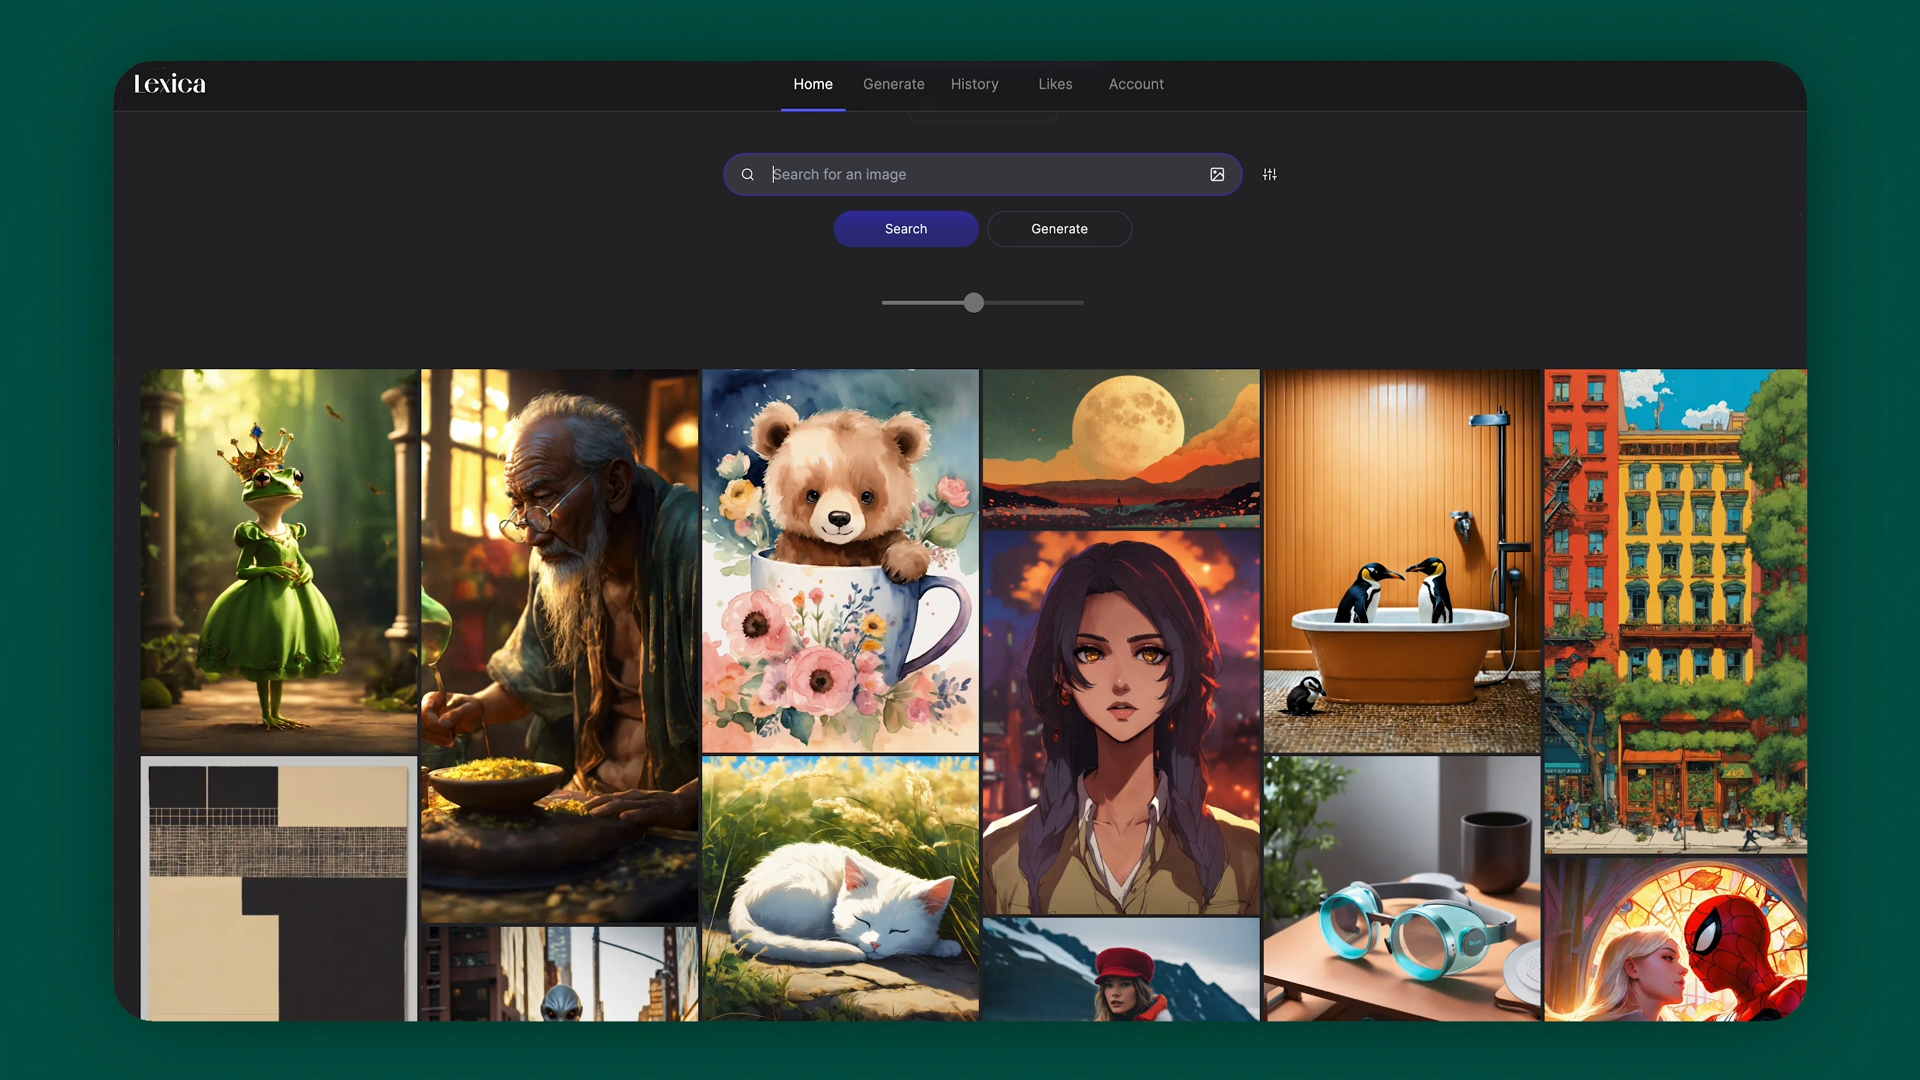 Lexica
Home Generate History Likes Account
Search for an image
Search Generate